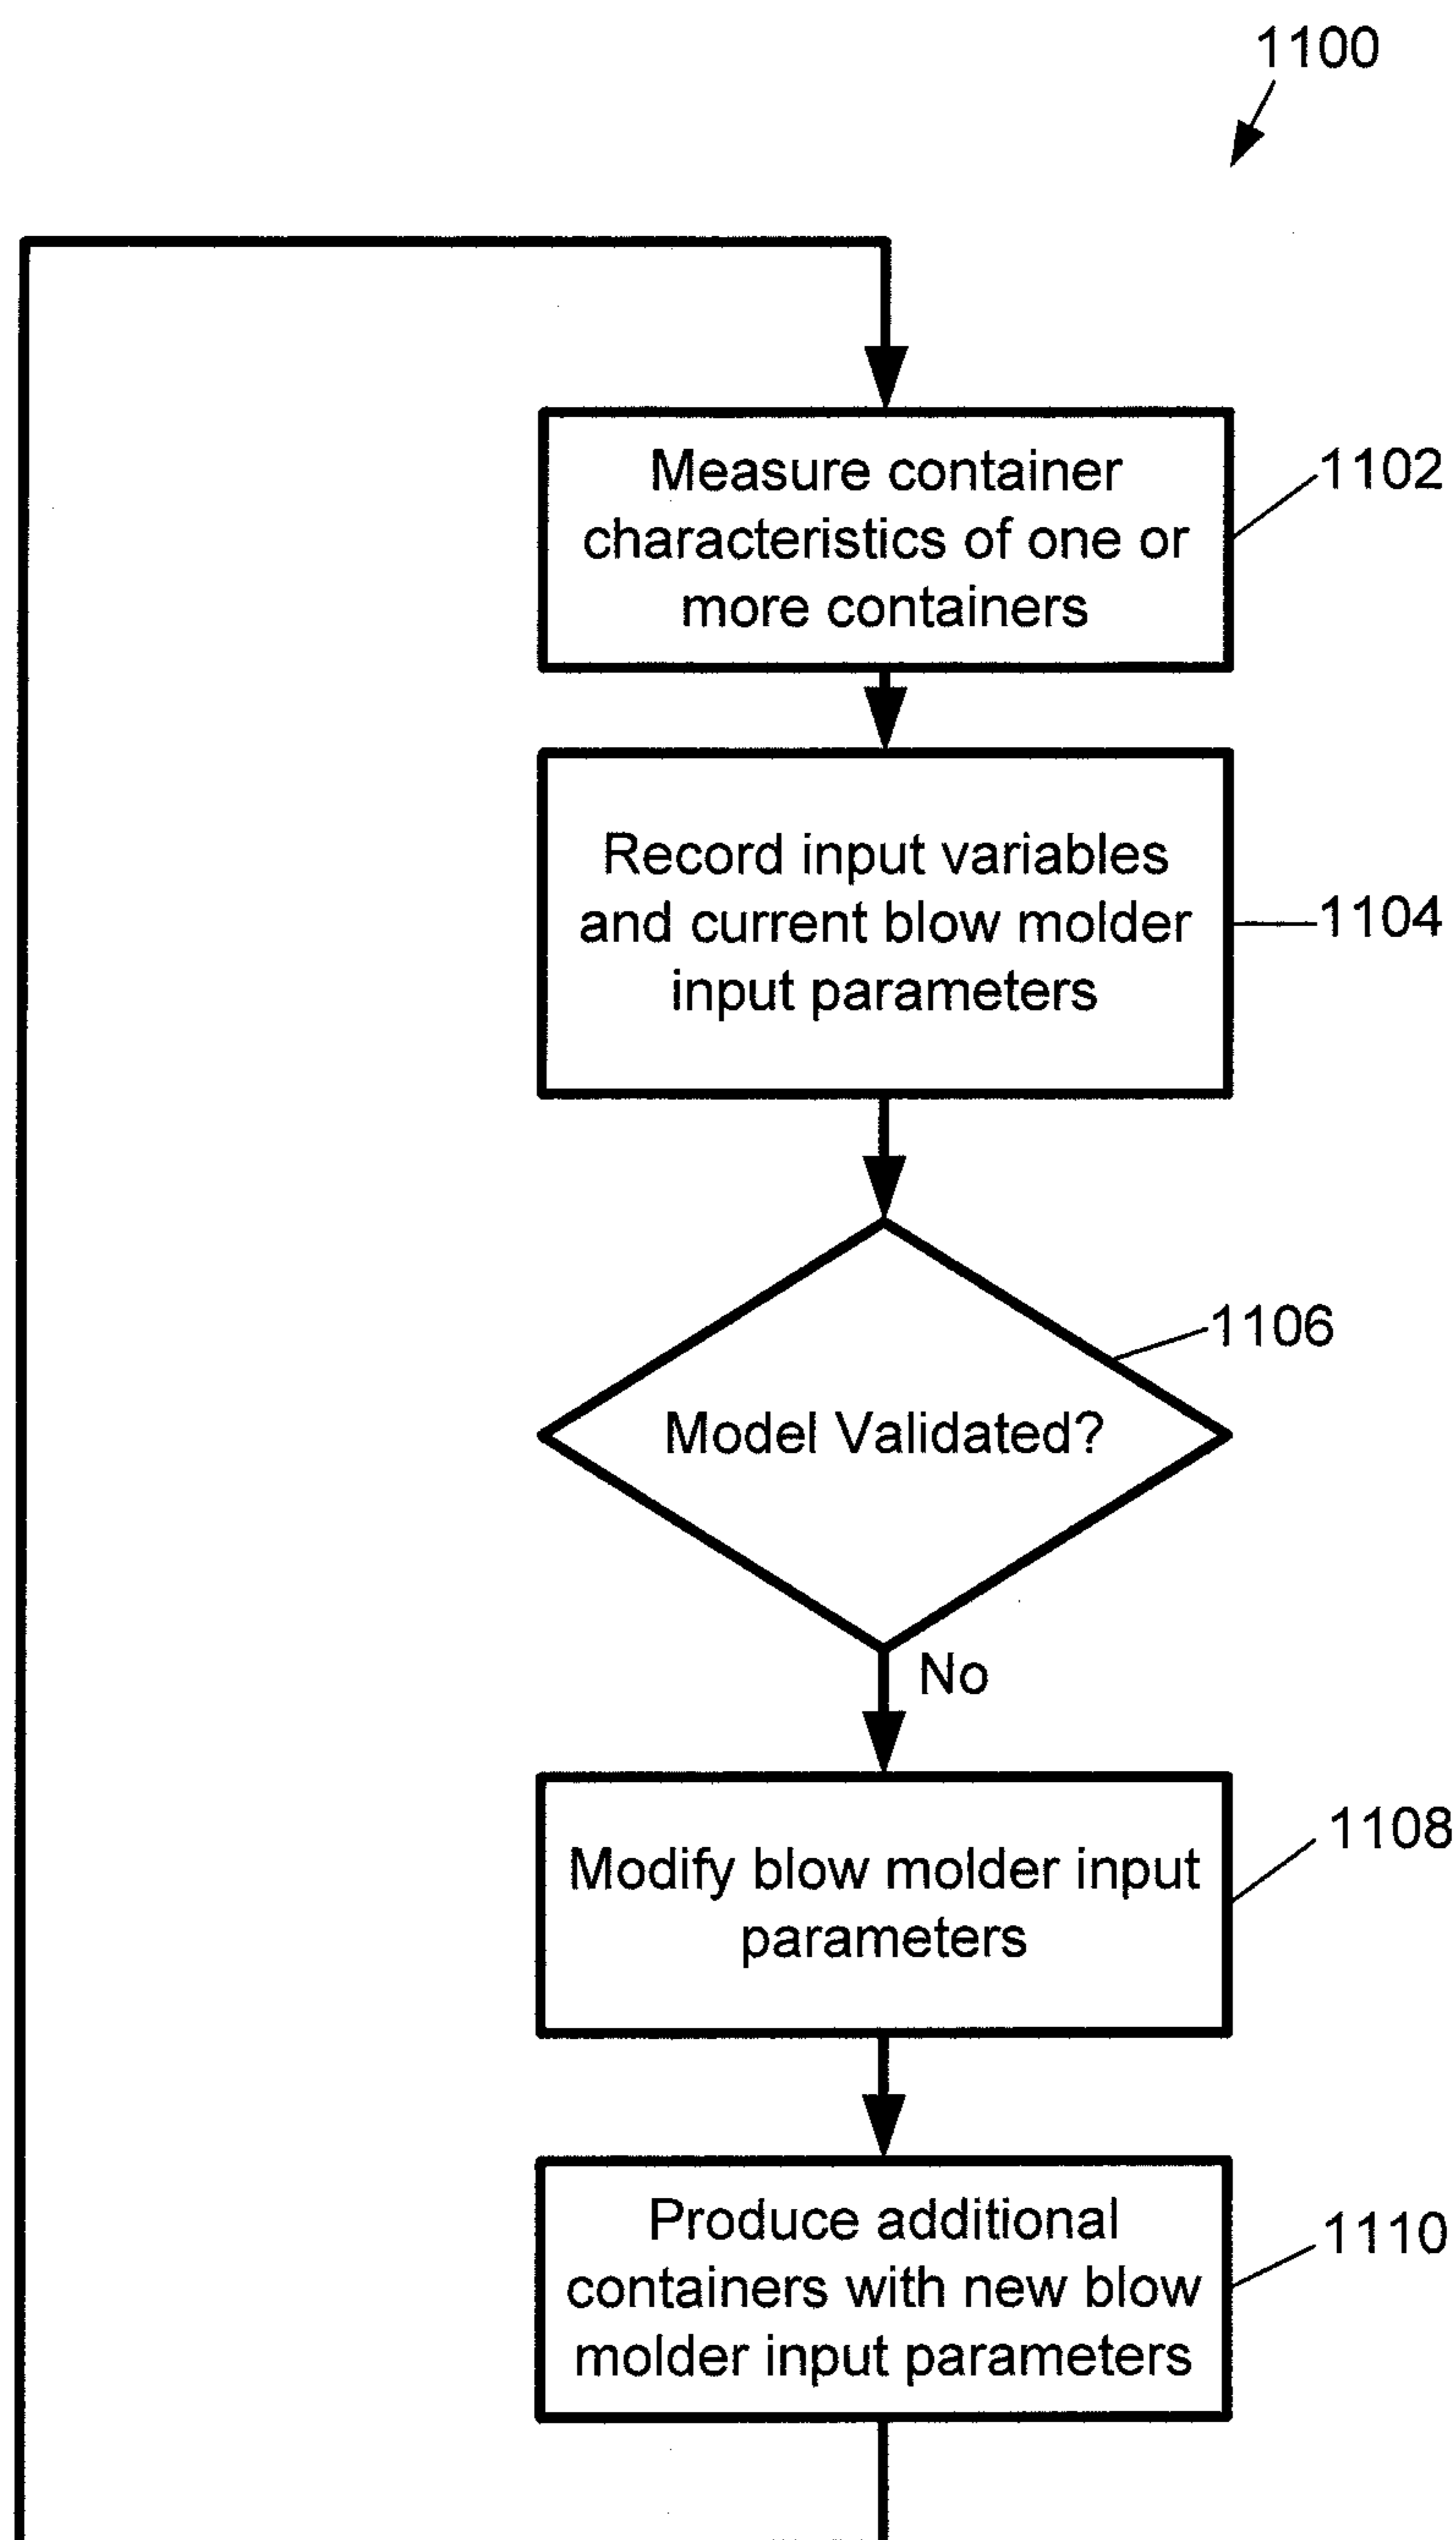 1100
Measure container
characteristics of one or
more containers
1102
Record input variables
and current blow molder
input parameters
1104
1106
Model Validated?
No
Modify blow molder input
parameters
1108
Produce additional
containers with new blow
molder input parameters
1110